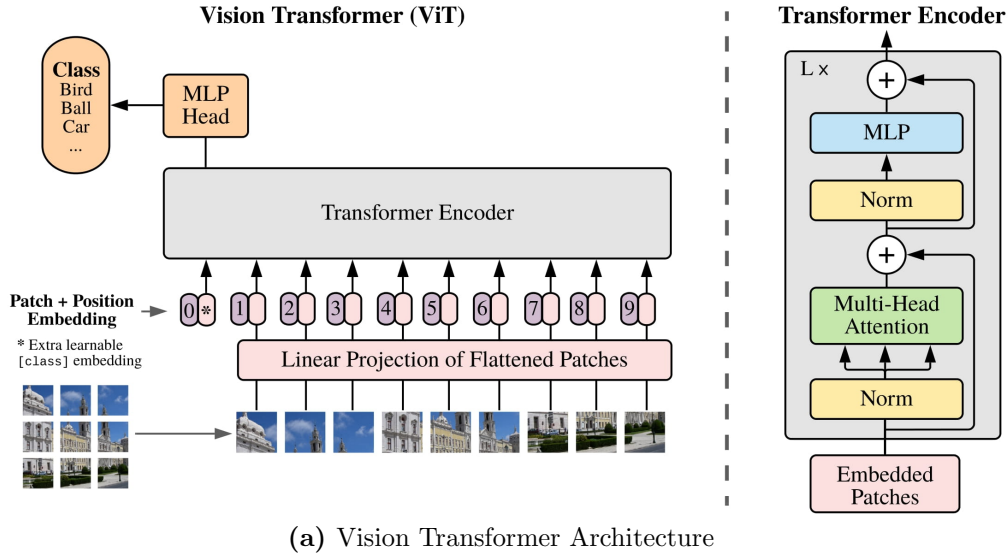 Vision Transformer (ViT)
Class
Bird
Ball
Car
...
MLP
Head
Transformer Encoder
Patch + Position
Embedding
0 * 1 2 3 4 5 6 7 8 9
* Extra learnable
[class] embedding
Linear Projection of Flattened Patches
Transformer Encoder
L ×
+
MLP
Norm
+
Multi-Head
Attention
Norm
Embedded
Patches
(a) Vision Transformer Architecture